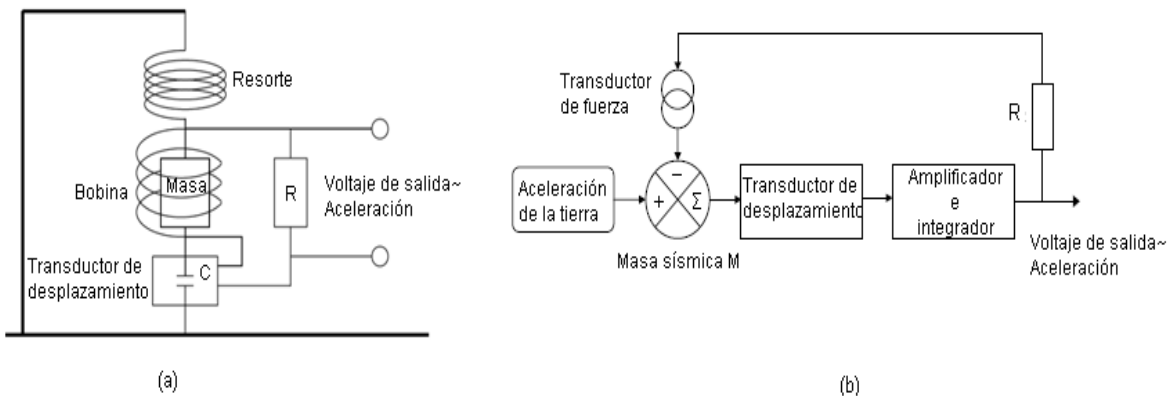 Resorte
Bobina
Masa
R
Voltaje de salida~
Aceleración
Transductor de
desplazamiento
C
(a)
Transductor
de fuerza
R
Aceleración
de la tierra
−
+
Σ
Transductor de
desplazamiento
Amplificador
e
integrador
Masa sísmica M
Voltaje de salida~
Aceleración
(b)